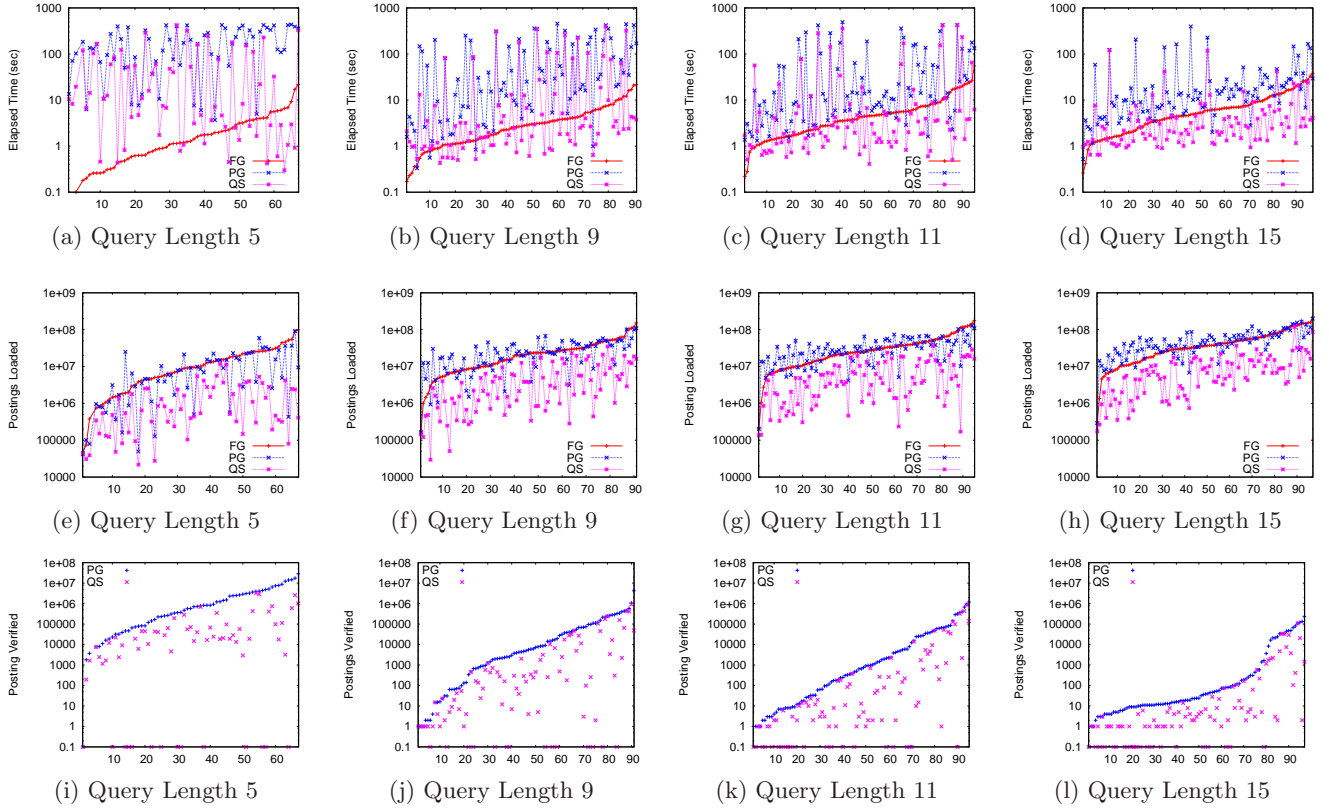 1000
100
10
1
0.1
Elapsed Time (sec)
FG
PG
QS
10 20 30 40 50 60
(a) Query Length 5
1000
100
10
1
0.1
Elapsed Time (sec)
FG
PG
QS
10 20 30 40 50 60 70 80 90
(b) Query Length 9
1000
100
10
1
0.1
Elapsed Time (sec)
FG
PG
QS
10 20 30 40 50 60 70 80 90
(c) Query Length 11
1000
100
10
1
0.1
Elapsed Time (sec)
FG
PG
QS
10 20 30 40 50 60 70 80 90
(d) Query Length 15
1e+09
1e+08
1e+07
1e+06
100000
10000
Postings Loaded
FG
PG
QS
10 20 30 40 50 60
(e) Query Length 5
1e+09
1e+08
1e+07
1e+06
100000
10000
Postings Loaded
FG
PG
QS
10 20 30 40 50 60 70 80 90
(f) Query Length 9
1e+09
1e+08
1e+07
1e+06
100000
10000
Postings Loaded
FG
PG
QS
10 20 30 40 50 60 70 80 90
(g) Query Length 11
1e+09
1e+08
1e+07
1e+06
100000
10000
Postings Loaded
FG
PG
QS
10 20 30 40 50 60 70 80 90
(h) Query Length 15
1e+08
1e+07
1e+06
100000
10000
1000
100
10
1
0.1
Posting Verified
PG
QS
10 20 30 40 50 60
(i) Query Length 5
1e+08
1e+07
1e+06
100000
10000
1000
100
10
1
0.1
Postings Verified
PG
QS
10 20 30 40 50 60 70 80 90
(j) Query Length 9
1e+08
1e+07
1e+06
100000
10000
1000
100
10
1
0.1
Posting Verified
PG
QS
10 20 30 40 50 60 70 80 90
(k) Query Length 11
1e+08
1e+07
1e+06
100000
10000
1000
100
10
1
0.1
Postings Verified
PG
QS
10 20 30 40 50 60 70 80 90
(l) Query Length 15